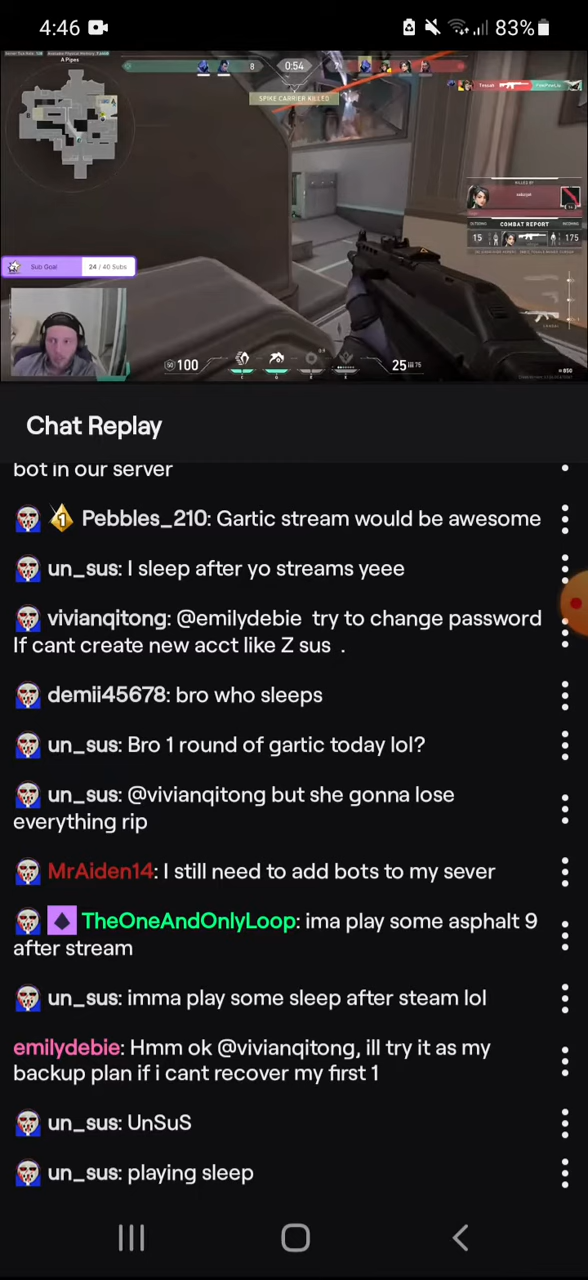 4:46
83%
A Pipes
8
0:54
7
SPIKE CARRIER KILLED
KILLED BY
COMBAT REPORT
15
175
Sub Goal
24 / 40 Subs
100
25
75
850
Chat Replay
bot in our server
1 Pebbles_210: Gartic stream would be awesome
un_sus: I sleep after yo streams yeee
vivianqitong: @emilydebie try to change password
If cant create new acct like Z sus .
demii45678: bro who sleeps
un_sus: Bro 1 round of gartic today lol?
un_sus: @vivianqitong but she gonna lose
everything rip
MrAiden14: I still need to add bots to my sever
TheOneAndOnlyLoop: ima play some asphalt 9
after stream
un_sus: imma play some sleep after steam lol
emilydebie: Hmm ok @vivianqitong, ill try it as my
backup plan if i cant recover my first 1
un_sus: UnSuS
un_sus: playing sleep